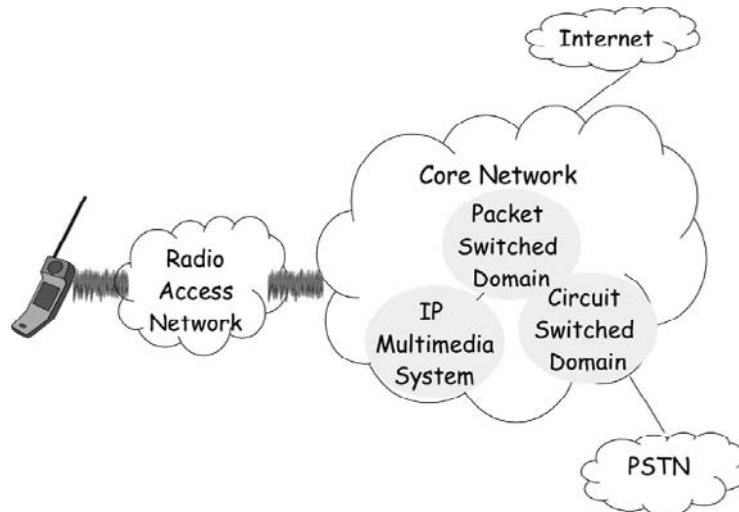 Internet
Core Network
Packet
Switched
Domain
Radio
Access
Network
IP
Multimedia
System
Circuit
Switched
Domain
PSTN